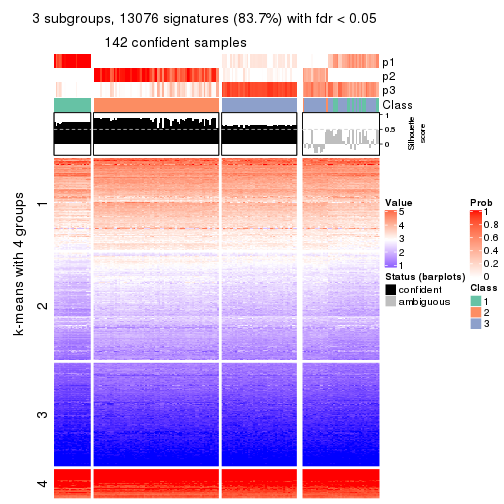 3 subgroups, 13076 signatures (83.7%) with fdr < 0.05
142 confident samples
p1
p2
p3
Class
1
0.5
0
Silhouette
score
k-means with 4 groups
1
2
3
4
Value
5
4
3
2
1
Status (barplots)
confident
ambiguous
Prob
1
0.8
0.6
0.4
0.2
0
Class
1
2
3